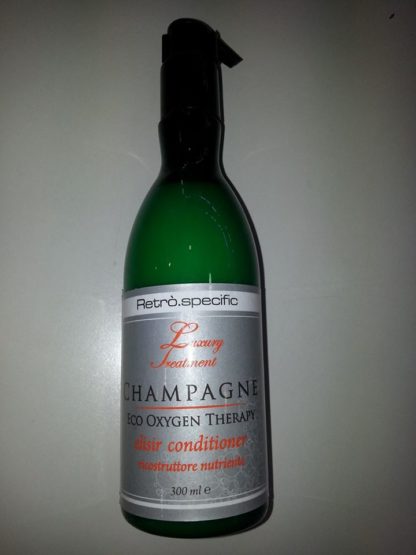 Retrò.specific
Luxury
Treatment
CHAMPAGNE
ECO OXYGEN THERAPY
elisir conditioner
ricostruttore nutriente
300 ml e